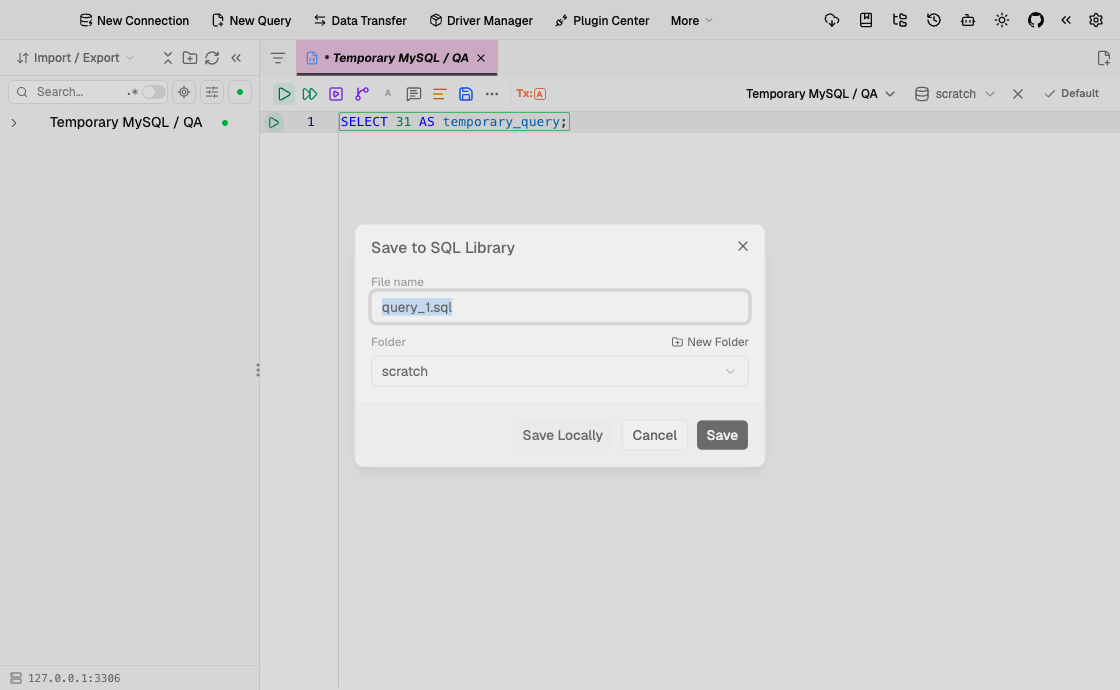 New Connection New Query Data Transfer Driver Manager Plugin Center More
Import / Export
* Temporary MySQL / QA
Search... .*
Tx: A
Temporary MySQL / QA scratch Default
Temporary MySQL / QA
1 SELECT 31 AS temporary_query;
Save to SQL Library
File name
query_1.sql
Folder New Folder
scratch
Save Locally Cancel Save
127.0.0.1:3306